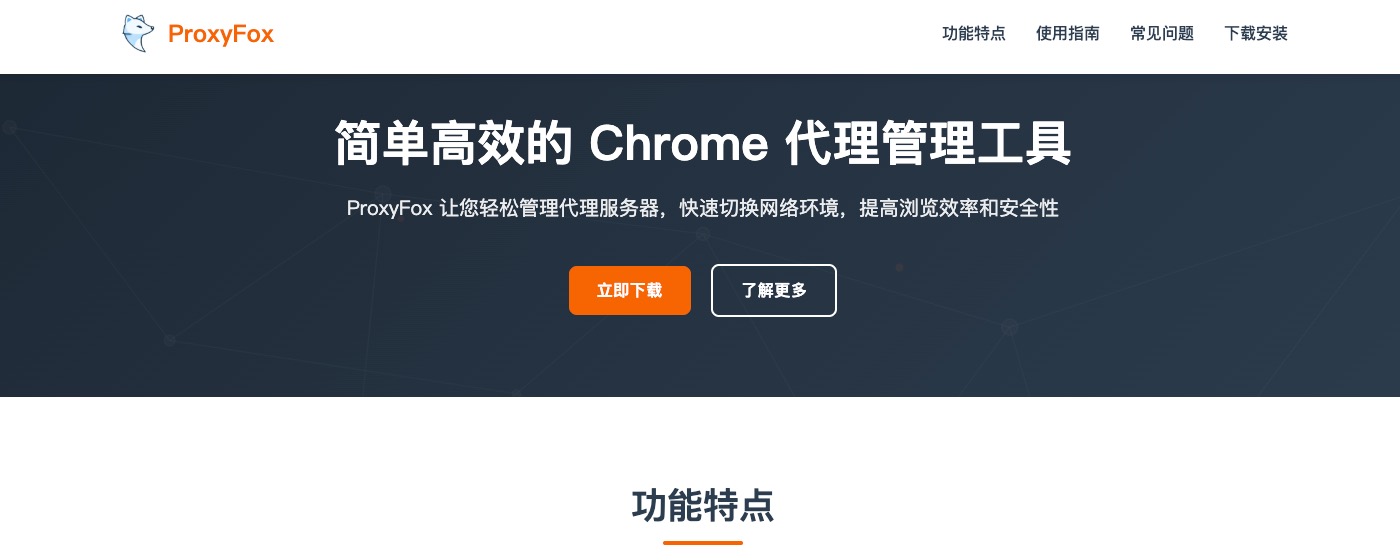 ProxyFox
功能特点 使用指南 常见问题 下载安装
简单高效的 Chrome 代理管理工具
ProxyFox 让您轻松管理代理服务器，快速切换网络环境，提高浏览效率和安全性
立即下载 了解更多
功能特点